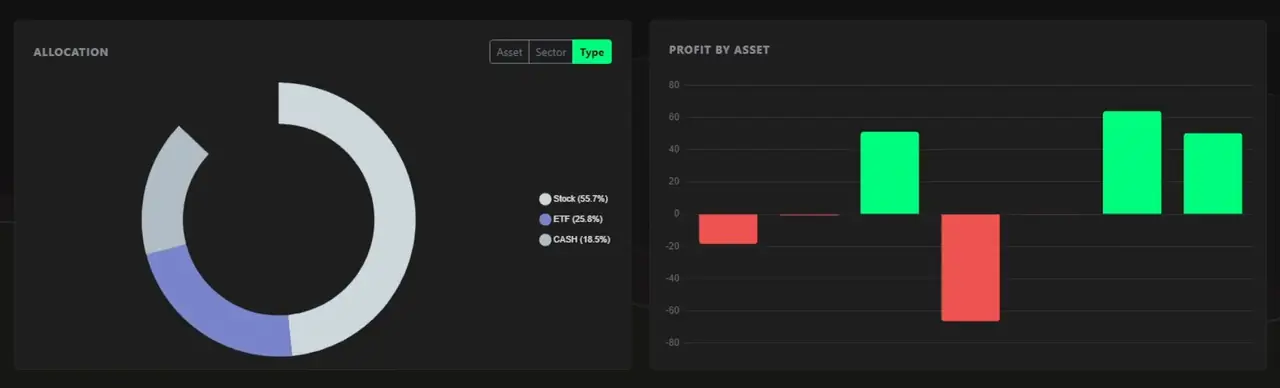 ALLOCATION
Asset Sector Type
Stock (55.7%)
ETF (25.8%)
CASH (18.5%)
PROFIT BY ASSET
80
60
40
20
0
-20
-40
-60
-80